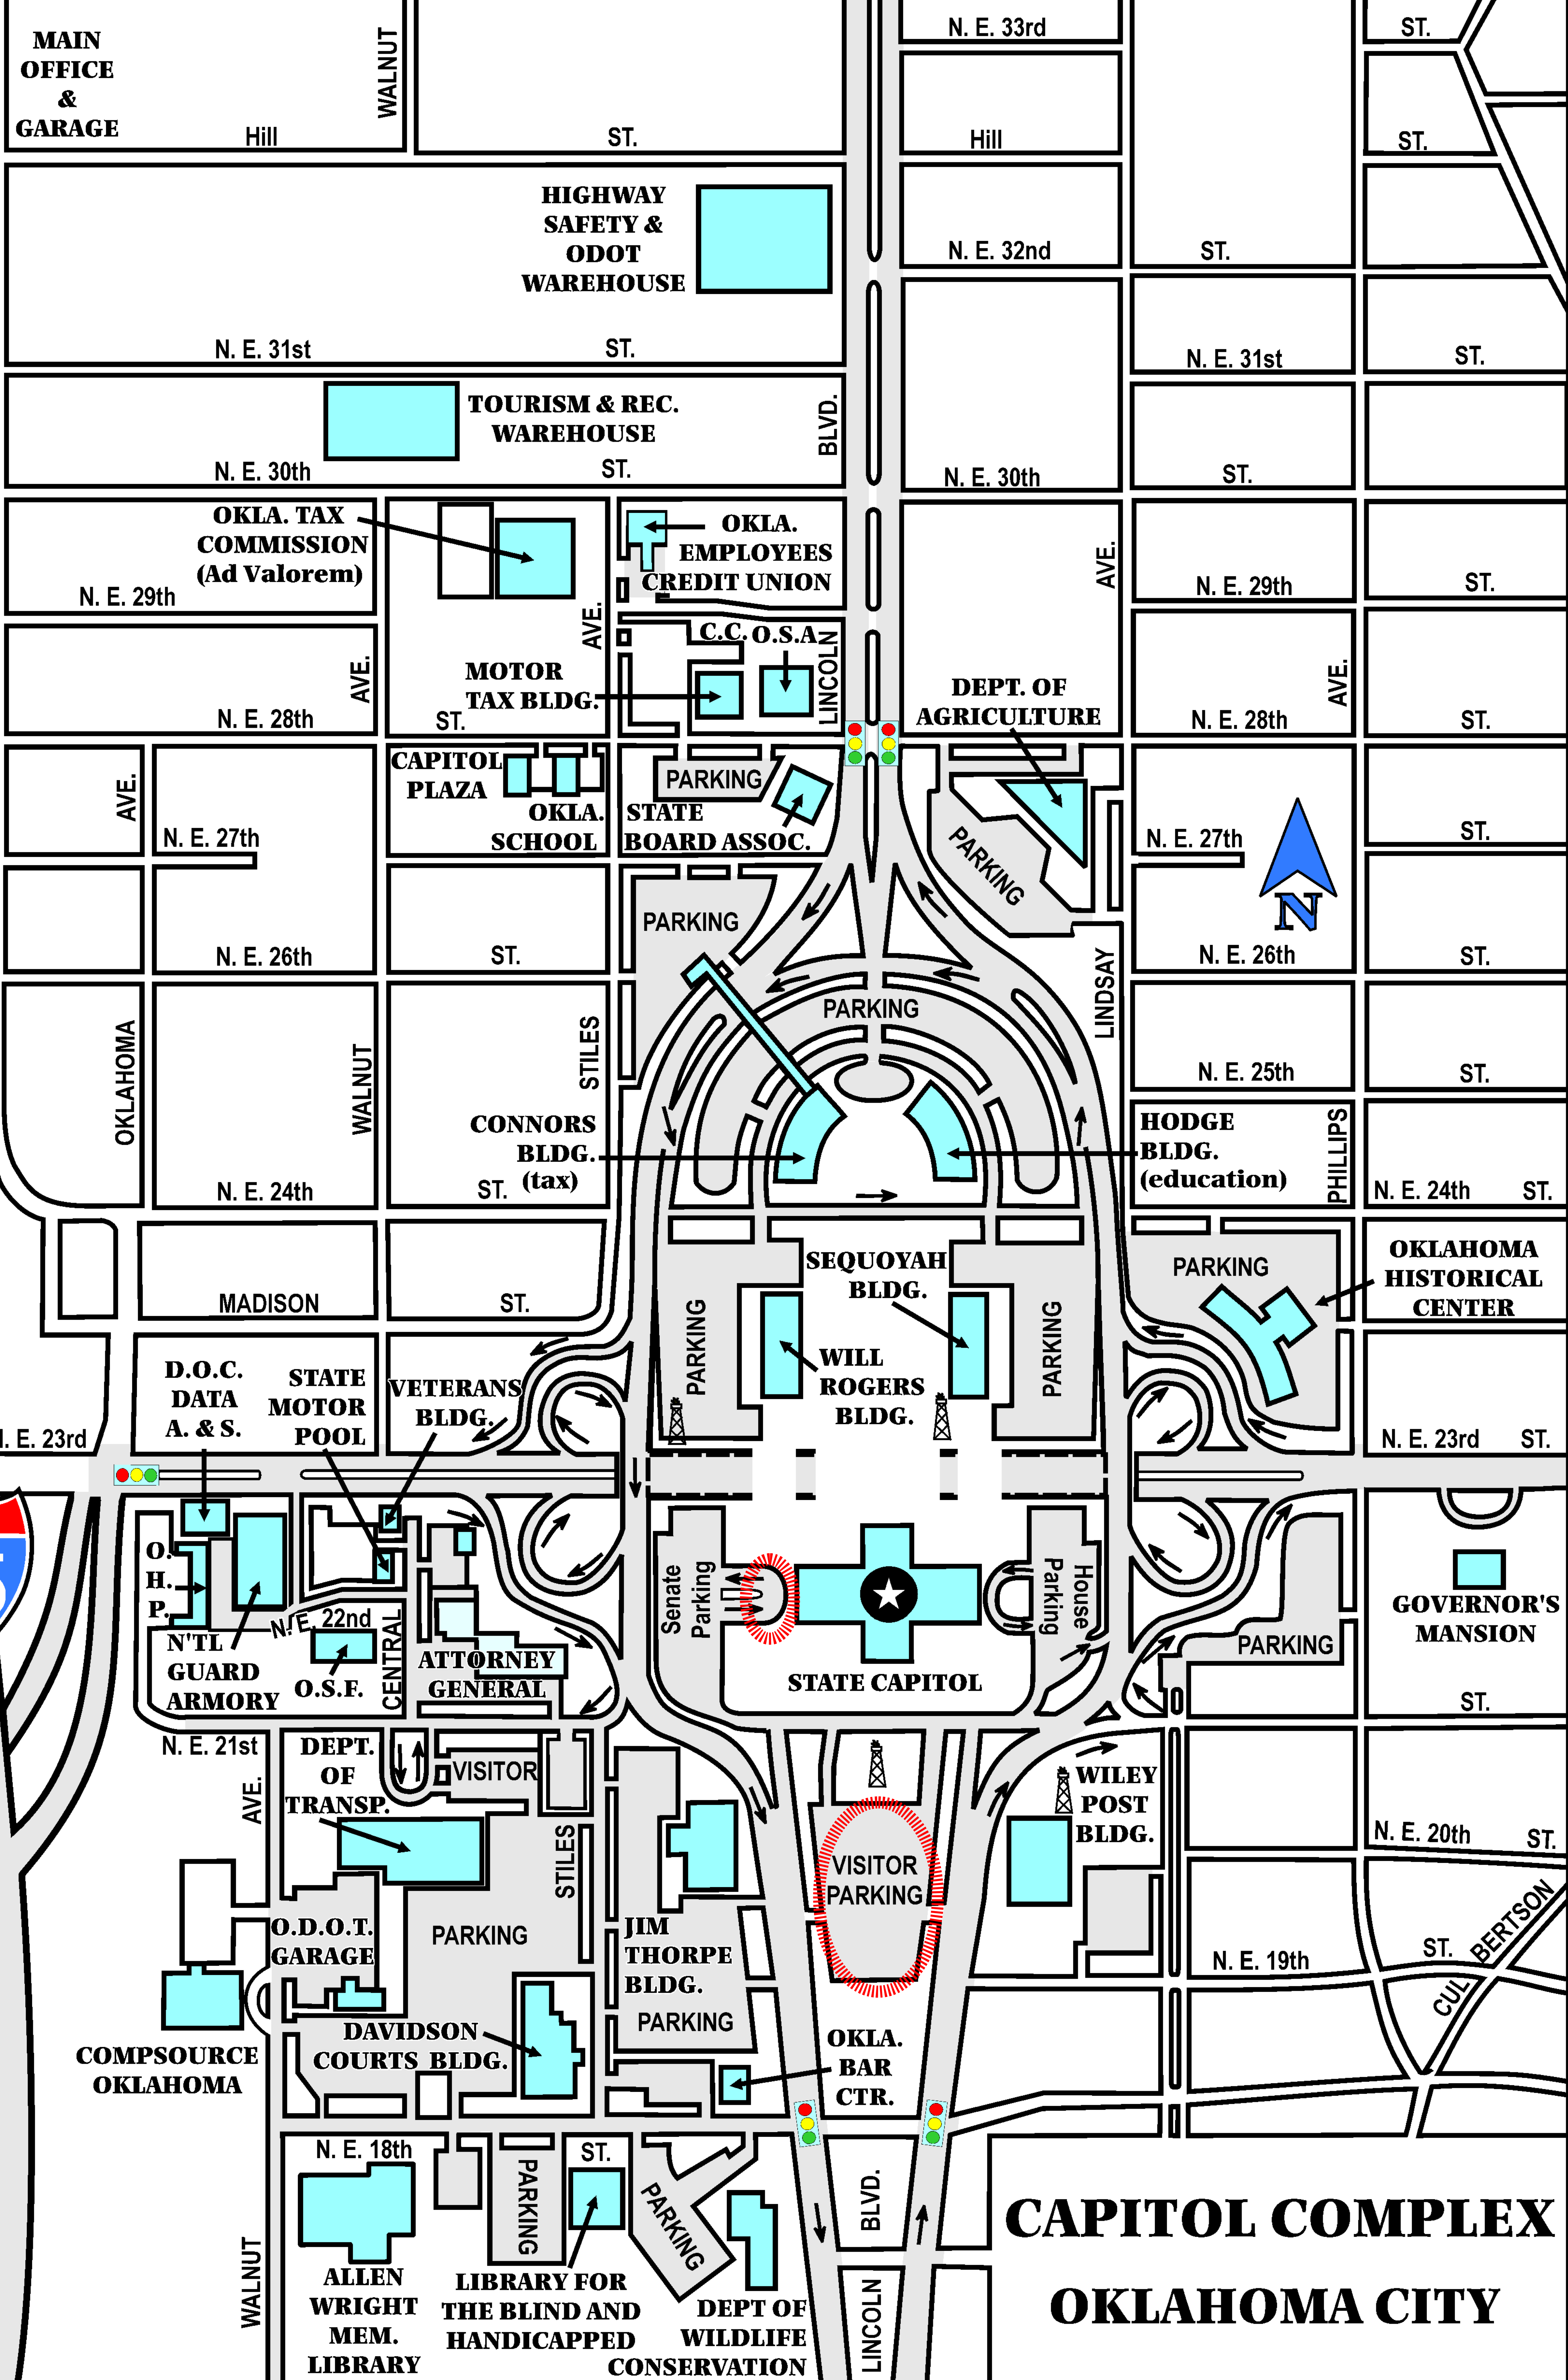 MAIN
OFFICE
&
GARAGE
WALNUT
Hill
ST.
N. E. 33rd
ST.
Hill
ST.
HIGHWAY
SAFETY &
ODOT
WAREHOUSE
N. E. 32nd
ST.
N. E. 31st
ST.
N. E. 31st
ST.
TOURISM & REC.
WAREHOUSE
BLVD.
N. E. 30th
ST.
N. E. 30th
ST.
OKLA. TAX
COMMISSION
(Ad Valorem)
OKLA.
EMPLOYEES
CREDIT UNION
AVE.
N. E. 29th
AVE.
N. E. 29th
ST.
C.C.
O.S.A
LINCOLN
AVE.
MOTOR
TAX BLDG.
DEPT. OF
AGRICULTURE
AVE.
N. E. 28th
ST.
N. E. 28th
ST.
AVE.
CAPITOL
PLAZA
OKLA.
SCHOOL
PARKING
STATE
BOARD ASSOC.
PARKING
N. E. 27th
N. E. 27th
ST.
N
PARKING
N. E. 26th
ST.
LINDSAY
N. E. 26th
ST.
PARKING
OKLAHOMA
WALNUT
STILES
N. E. 25th
ST.
CONNORS
BLDG.
(tax)
HODGE
BLDG.
(education)
PHILLIPS
N. E. 24th
ST.
N. E. 24th
ST.
SEQUOYAH
BLDG.
PARKING
OKLAHOMA
HISTORICAL
CENTER
MADISON
ST.
PARKING
PARKING
WILL
ROGERS
BLDG.
D.O.C.
DATA
A. & S.
STATE
MOTOR
POOL
VETERANS
BLDG.
N. E. 23rd
ST.
O.
H.
P.
N'TL
GUARD
ARMORY
N. E. 22nd
O.S.F.
CENTRAL
ATTORNEY
GENERAL
Senate
Parking
House
Parking
STATE CAPITOL
GOVERNOR'S
MANSION
PARKING
ST.
N. E. 21st
AVE.
DEPT.
OF
TRANSP.
VISITOR
STILES
WILEY
POST
BLDG.
VISITOR
PARKING
N. E. 20th
ST.
O.D.O.T.
GARAGE
PARKING
JIM
THORPE
BLDG.
PARKING
N. E. 19th
ST.
CUL BERTSON
COMPSOURCE
OKLAHOMA
DAVIDSON
COURTS BLDG.
OKLA.
BAR
CTR.
N. E. 18th
ST.
PARKING
PARKING
BLVD.
WALNUT
LINCOLN
ALLEN
WRIGHT
MEM.
LIBRARY
LIBRARY FOR
THE BLIND AND
HANDICAPPED
DEPT OF
WILDLIFE
CONSERVATION
CAPITOL COMPLEX
OKLAHOMA CITY